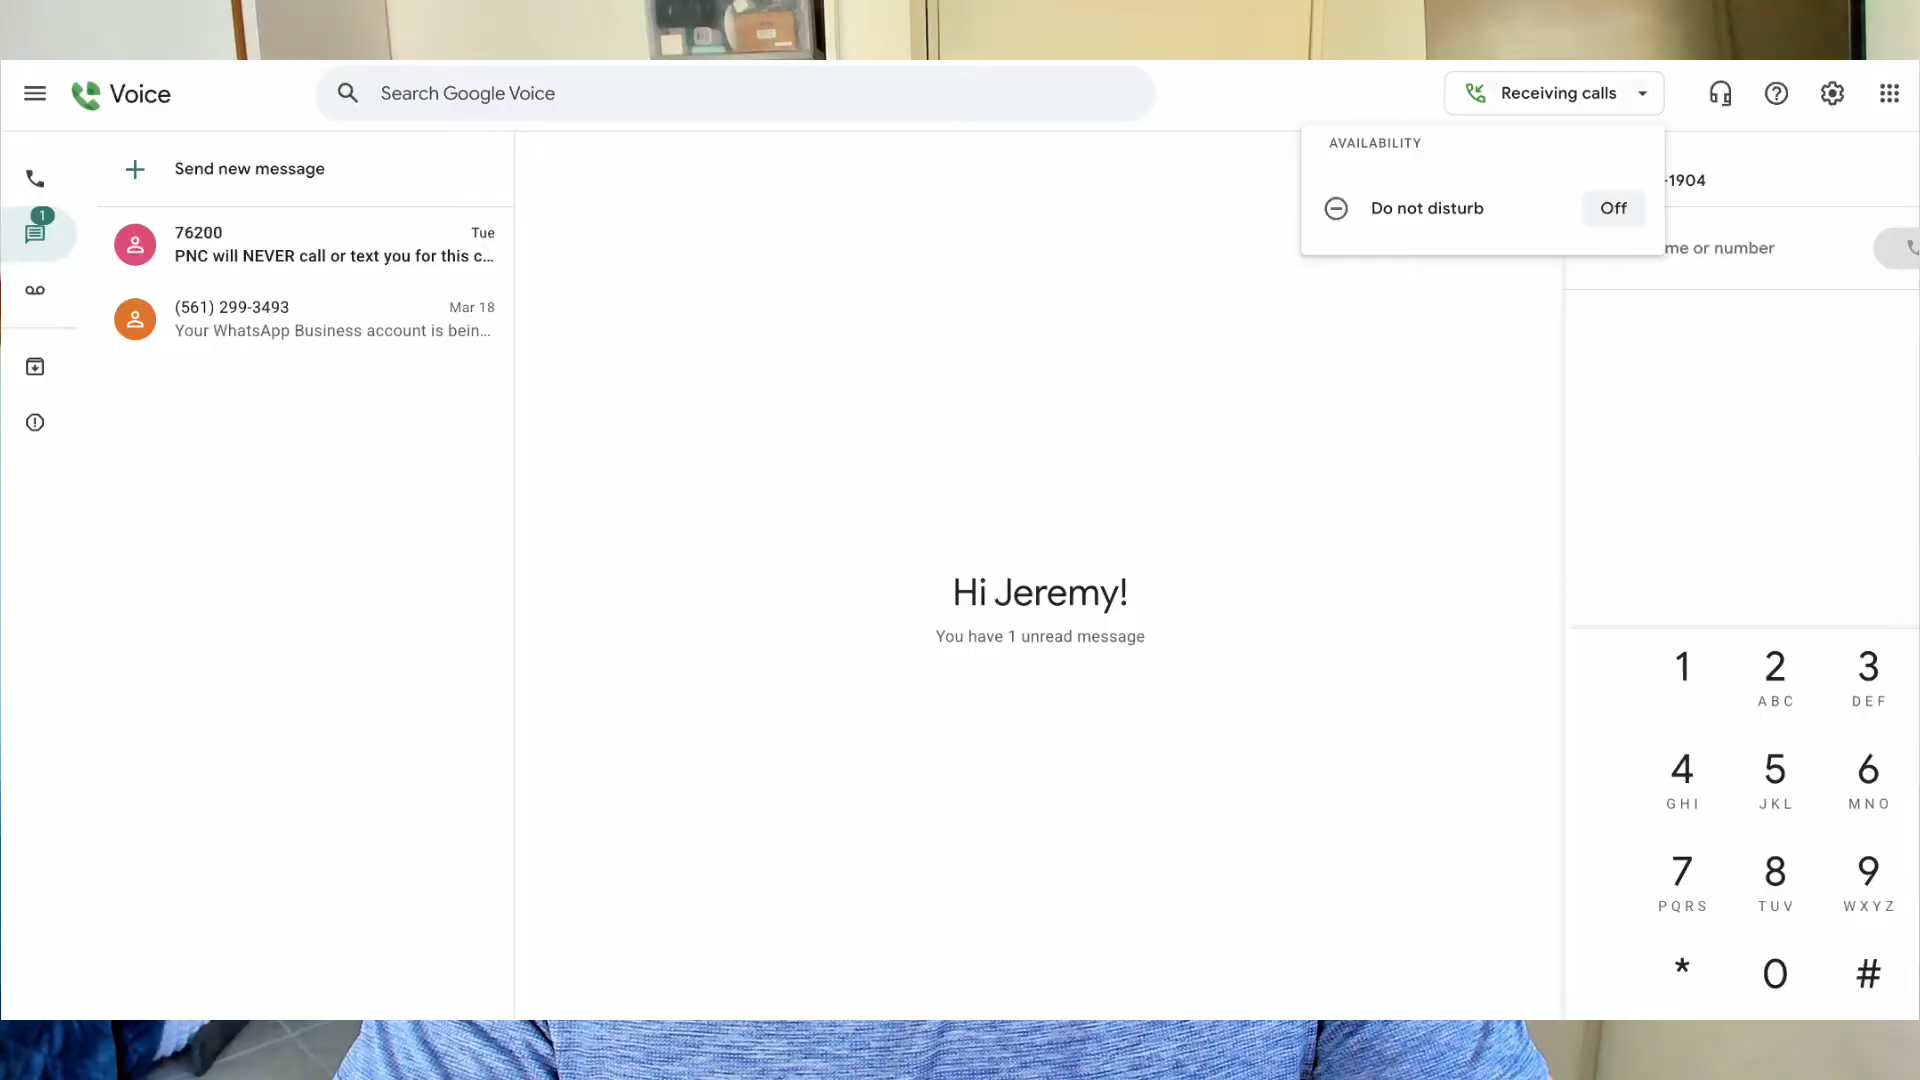 Voice
Search Google Voice
Receiving calls
AVAILABILITY
Do not disturb
Off
-1904
me or number
1
Send new message
76200
Tue
PNC will NEVER call or text you for this c...
(561) 299-3493
Mar 18
Your WhatsApp Business account is bein...
Hi Jeremy!
You have 1 unread message
1 2 3
ABC DEF
4 5 6
GHI JKL MNO
7 8 9
PQRS TUV WXYZ
* 0 #